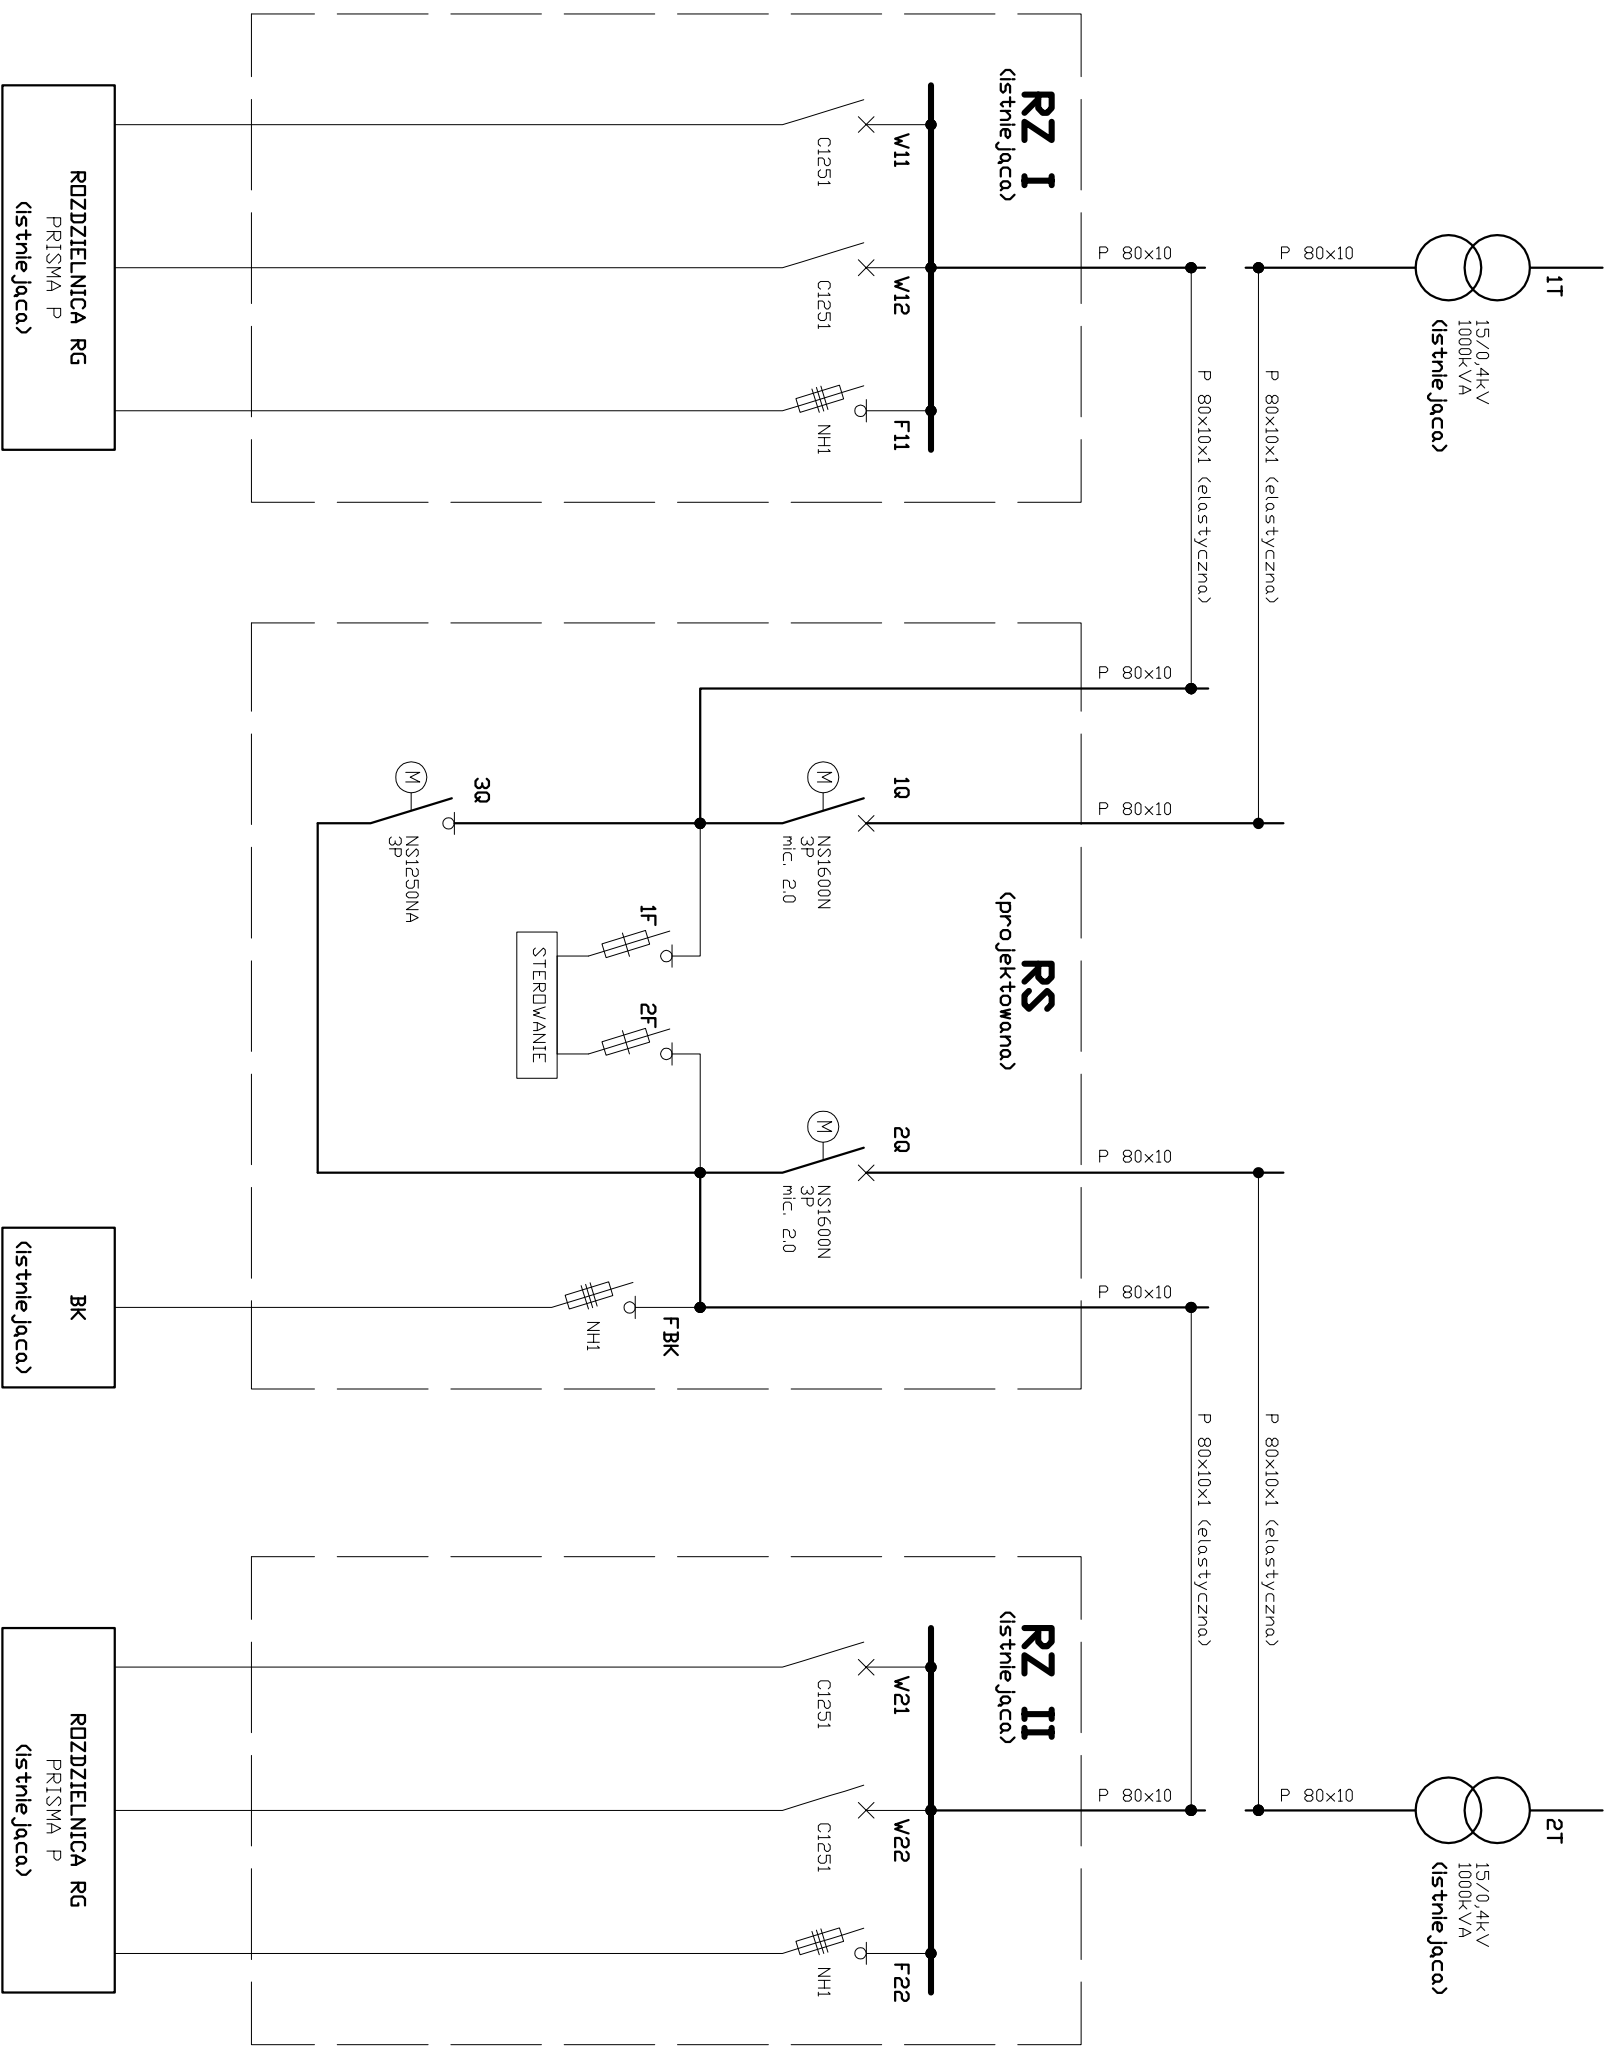 1T
15/0,4kV
1000kVA
(istniejąca)
2T
15/0,4kV
1000kVA
(istniejąca)
P 80x10
P 80x10
P 80x10x1 (elastyczna)
P 80x10x1 (elastyczna)
P 80x10x1 (elastyczna)
P 80x10x1 (elastyczna)
P 80x10
P 80x10
P 80x10
P 80x10
P 80x10
P 80x10
RZ I
(istniejąca)
W11
C1251
W12
C1251
F11
NH1
RS
(projektowana)
1Q
M
NS1600N
3P
mic. 2.0
2Q
M
NS1600N
3P
mic. 2.0
1F
2F
STEROWANIE
3Q
M
NS1250NA
3P
FBK
NH1
RZ II
(istniejąca)
W21
C1251
W22
C1251
F22
NH1
ROZDZIELNICA RG
PRISMA P
(istniejąca)
BK
(istniejąca)
ROZDZIELNICA RG
PRISMA P
(istniejąca)